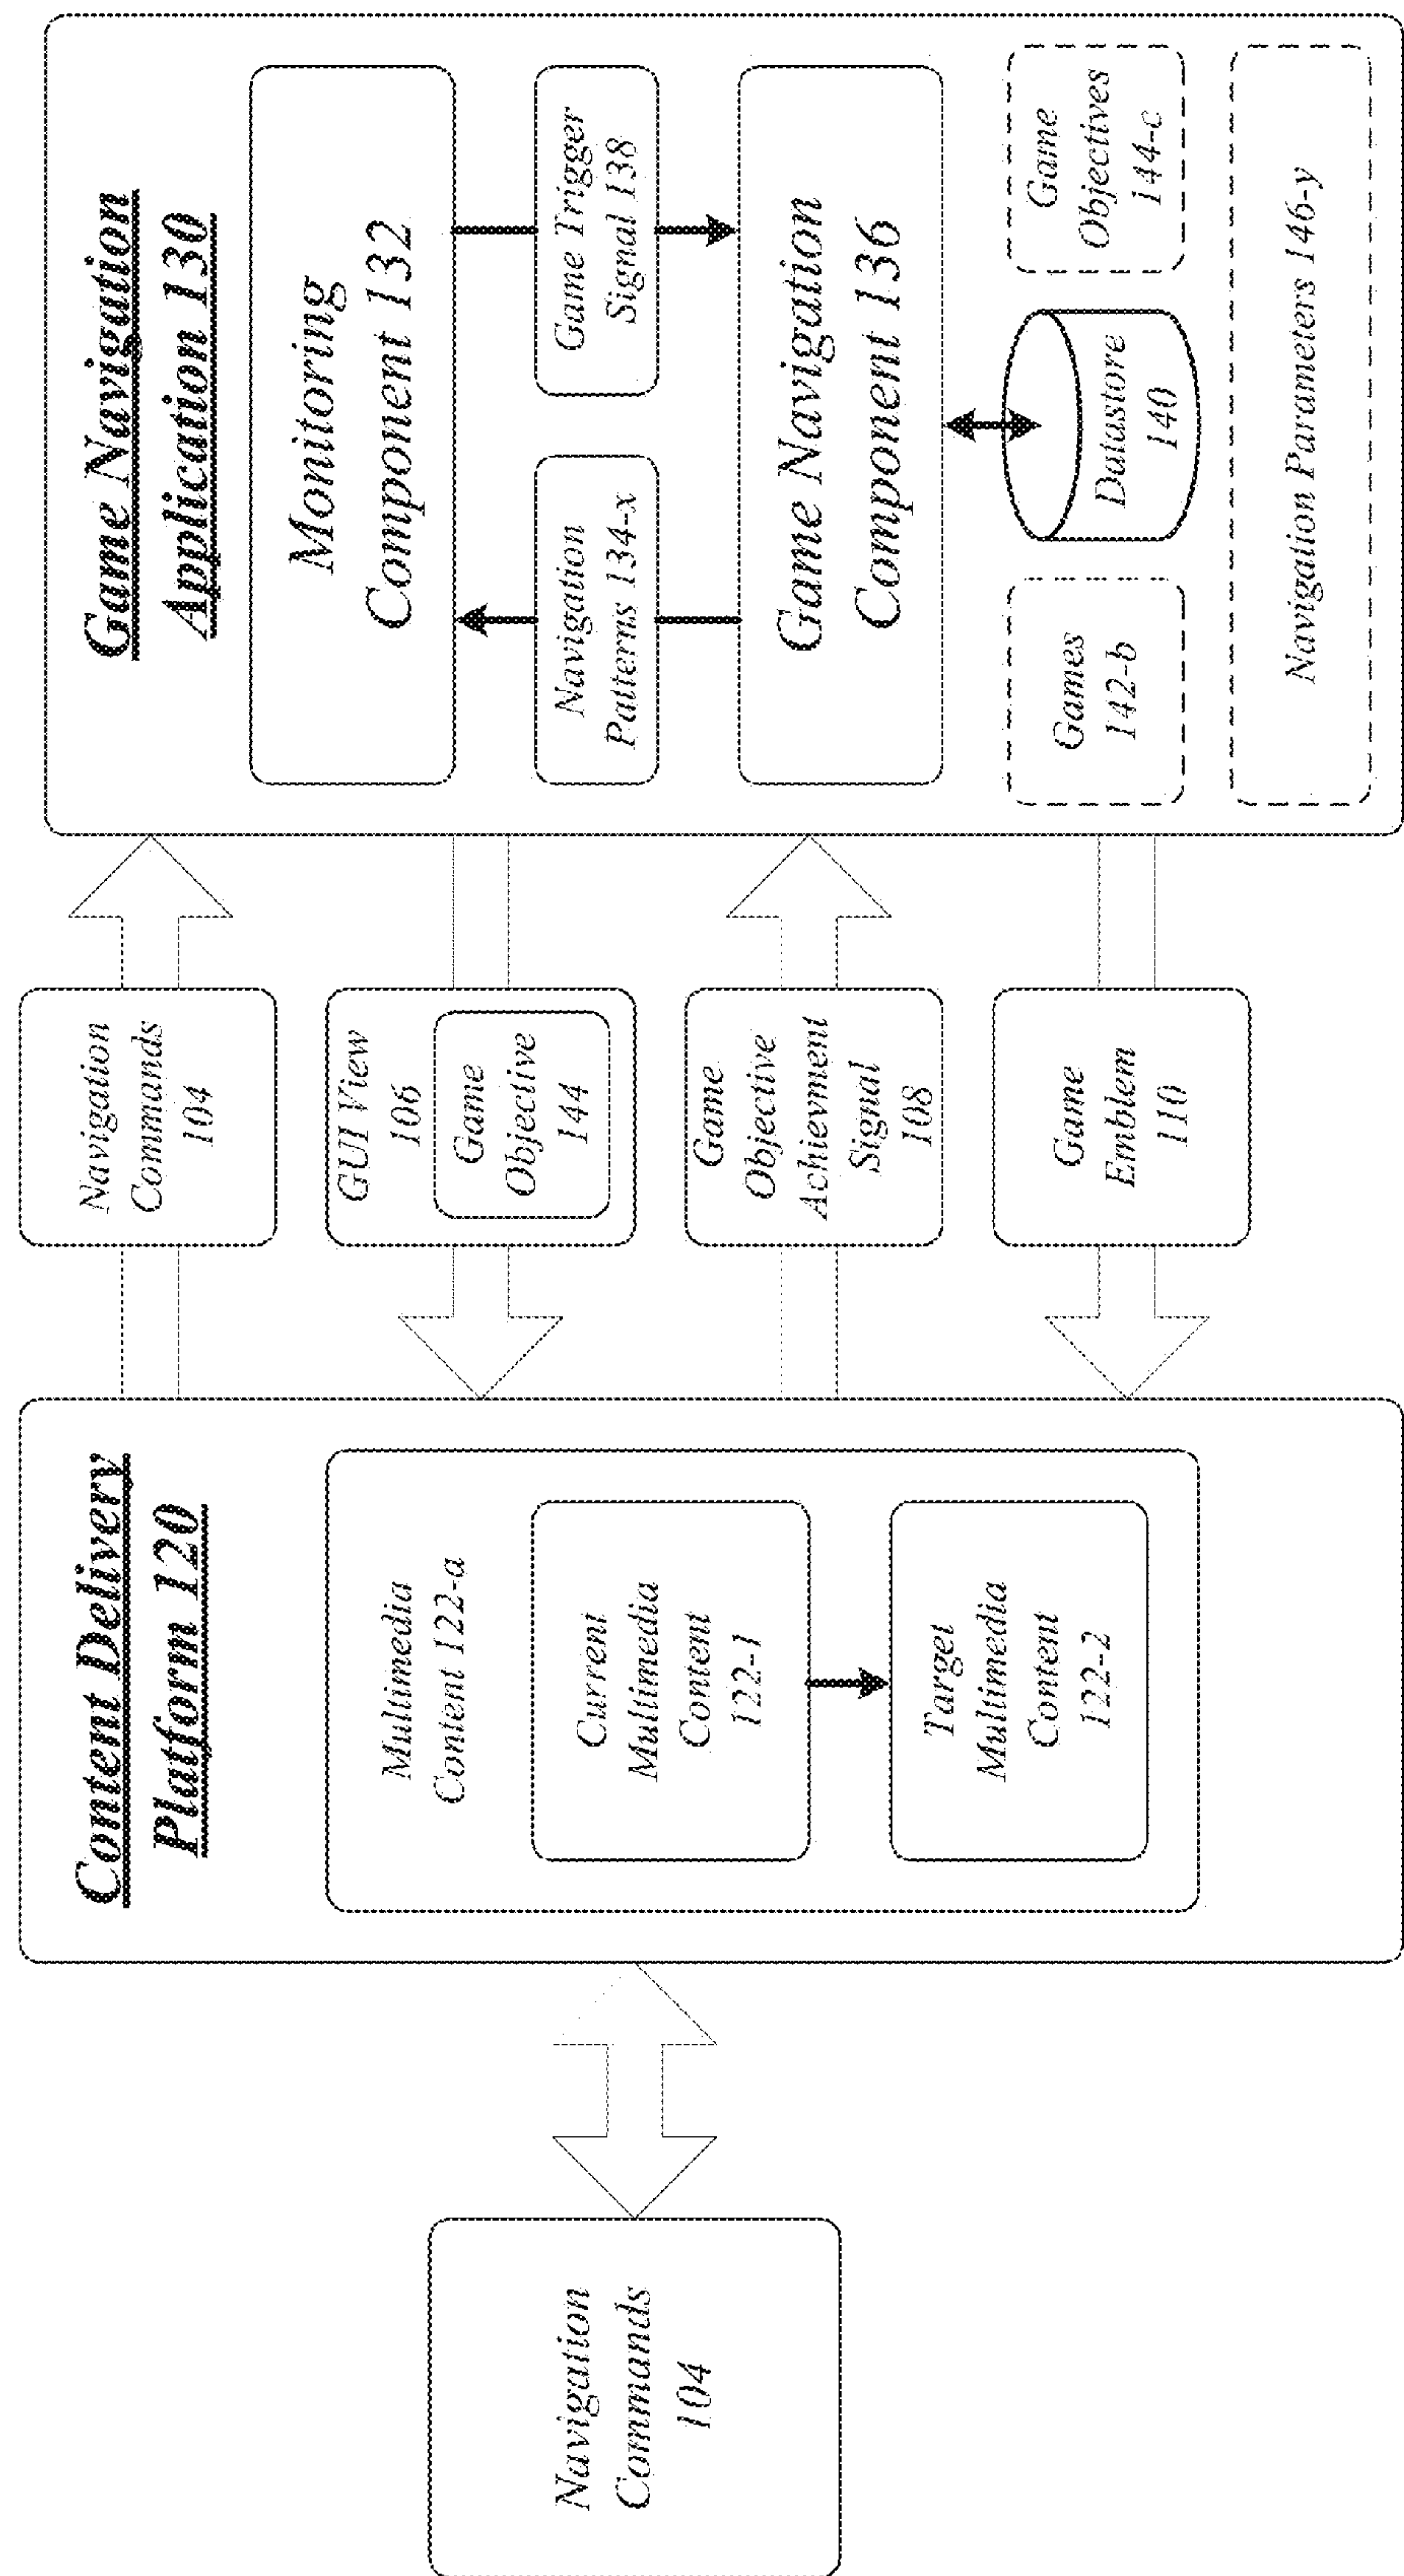 Navigation
Commands
104
Content Delivery
Platform 120
Multimedia
Content 122-a
Current
Multimedia
Content
122-1
Target
Multimedia
Content
122-2
Navigation
Commands
104
GUI View
106
Game
Objective
144
Game
Objective
Achievment
Signal
108
Game
Emblem
110
Game Navigation
Application 130
Monitoring
Component 132
Navigation
Patterns 134-x
Game Trigger
Signal 138
Game Navigation
Component 136
Games
142-b
Datastore
140
Game
Objectives
144-c
Navigation Parameters 146-y